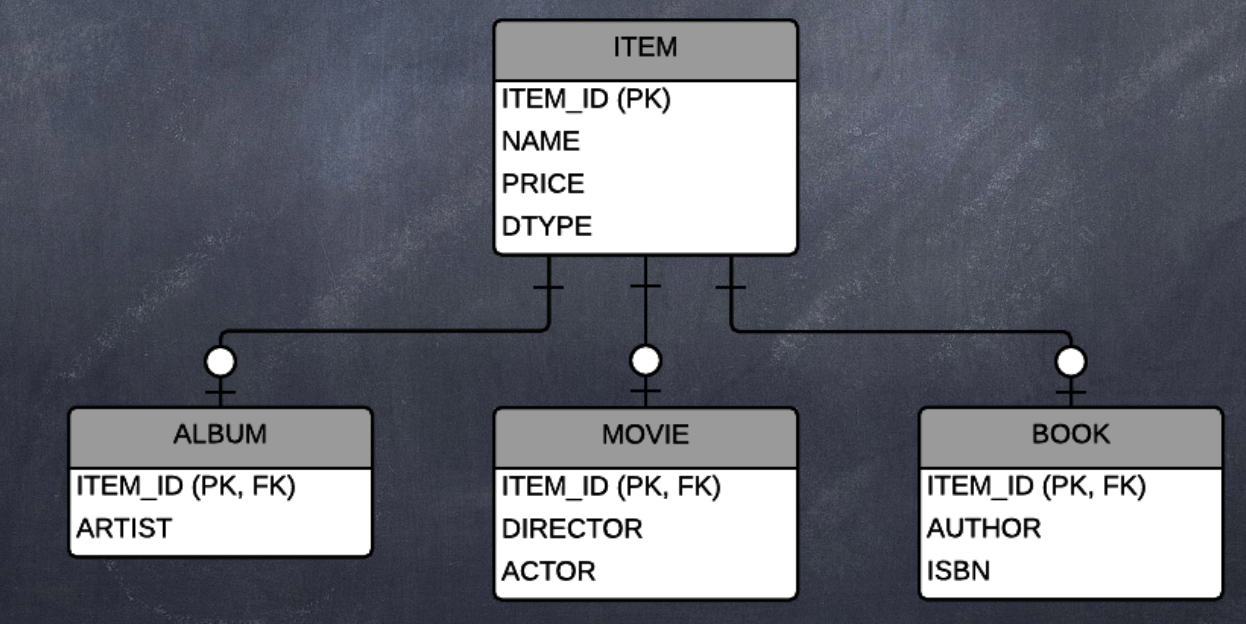 ITEM
ITEM_ID (PK)
NAME
PRICE
DTYPE
ALBUM
ITEM_ID (PK, FK)
ARTIST
MOVIE
ITEM_ID (PK, FK)
DIRECTOR
ACTOR
BOOK
ITEM_ID (PK, FK)
AUTHOR
ISBN